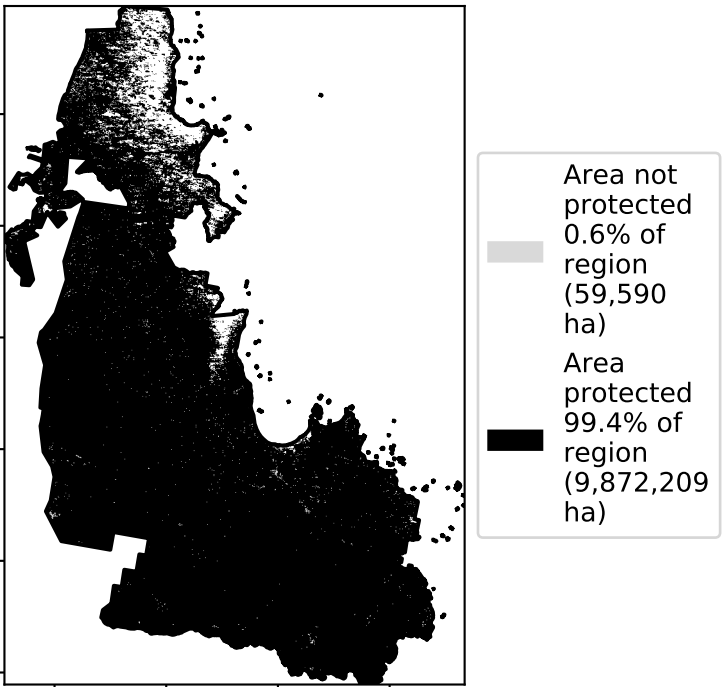 Area not
protected
0.6% of
region
(59,590
ha)
Area
protected
99.4% of
region
(9,872,209
ha)